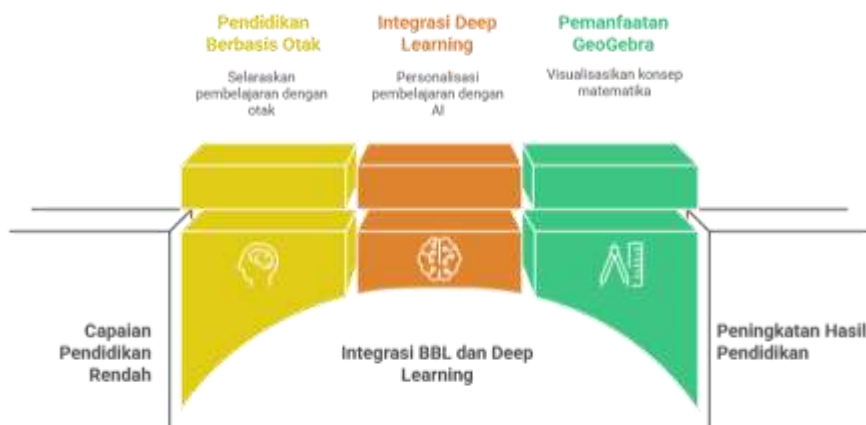 Pendidikan
Berbasis Otak
Selaraskan
pembelajaran dengan
otak
Integrasi Deep
Learning
Personalisasi
pembelajaran dengan
AI
Pemanfaatan
GeoGebra
Visualisasikan konsep
matematika
Capaian
Pendidikan
Rendah
Integrasi BBL dan Deep
Learning
Peningkatan Hasil
Pendidikan